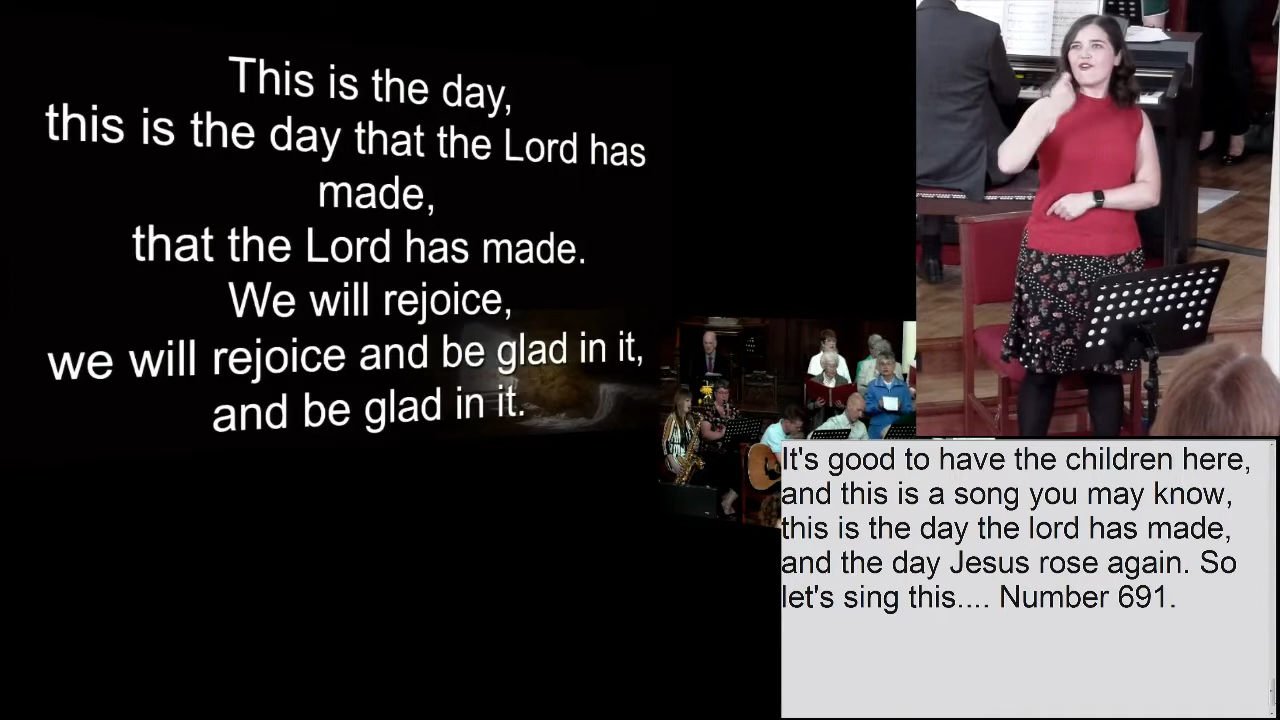 This is the day,
this is the day that the Lord has
made,
that the Lord has made.
We will rejoice,
we will rejoice and be glad in it,
and be glad in it.
It's good to have the children here,
and this is a song you may know,
this is the day the lord has made,
and the day Jesus rose again. So
let's sing this.... Number 691.